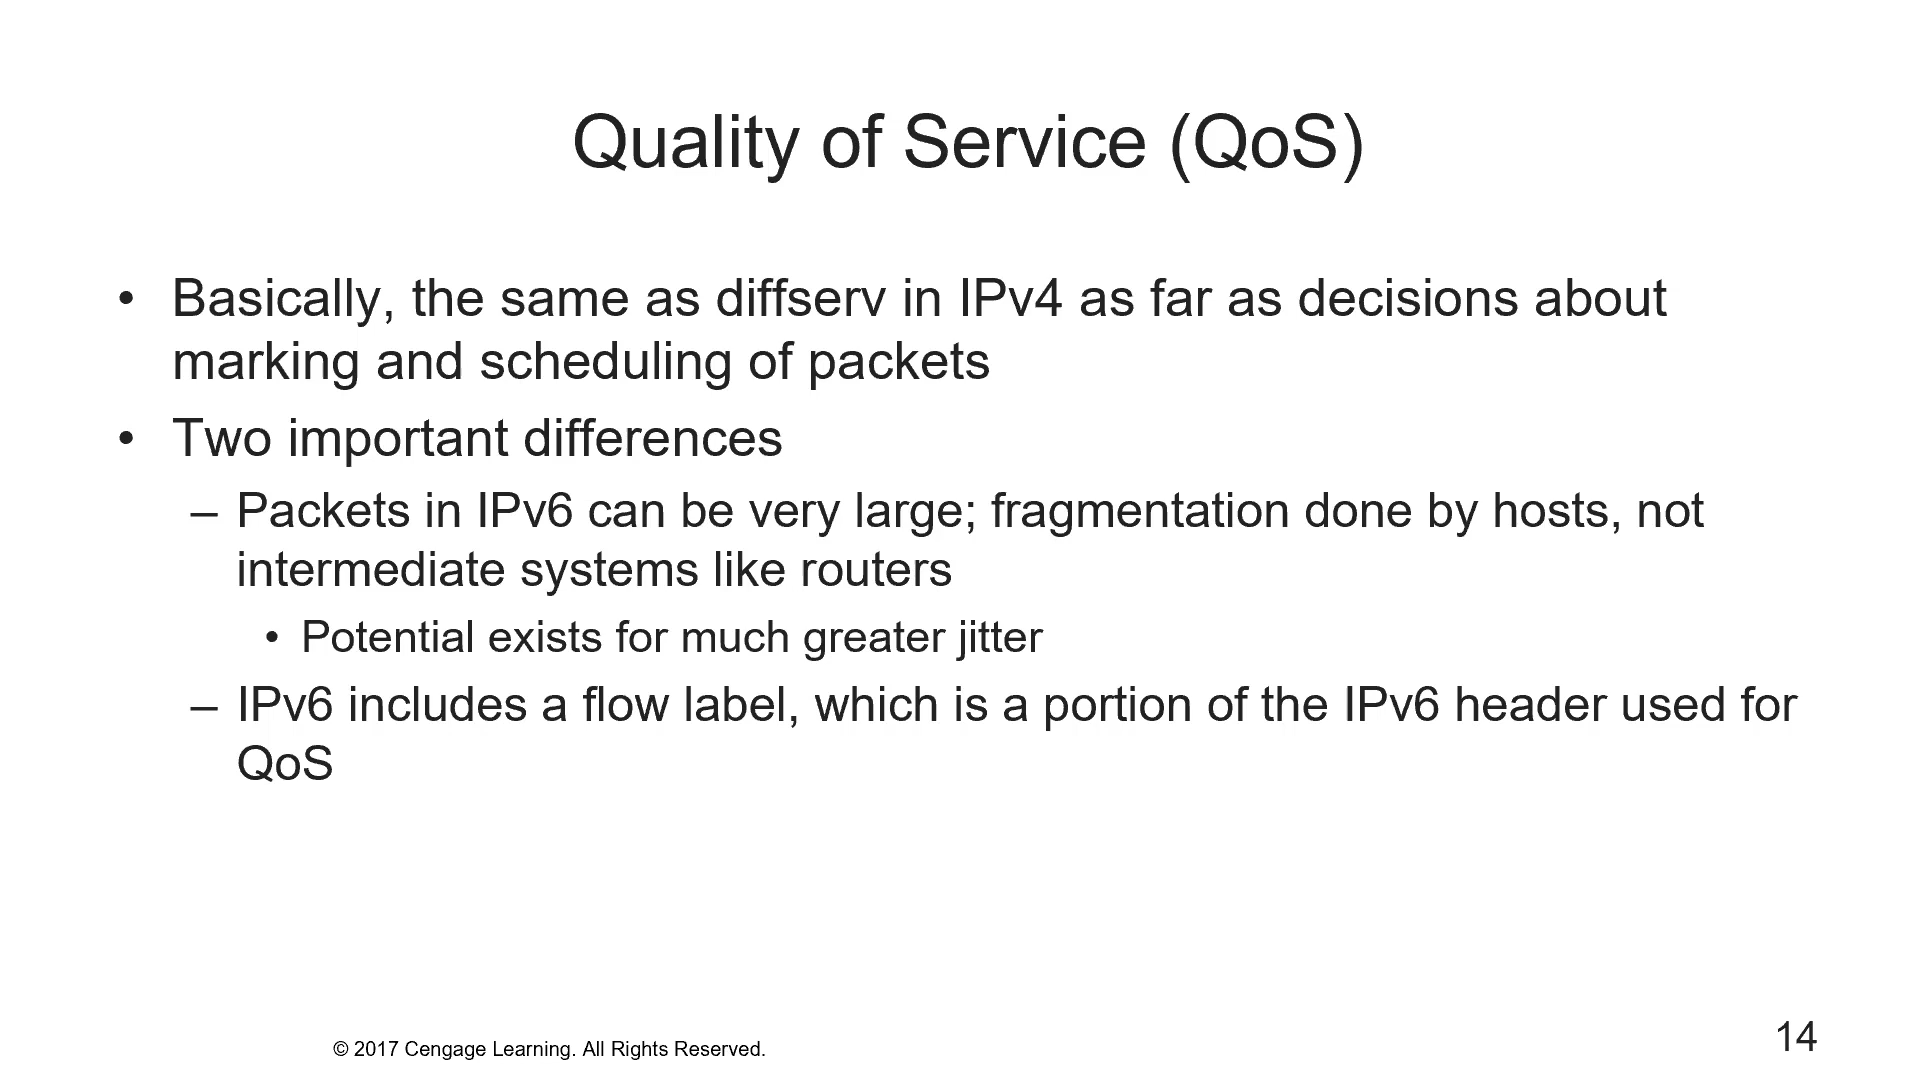 Quality of Service (QoS)
• Basically, the same as diffserv in IPv4 as far as decisions about
marking and scheduling of packets
• Two important differences
– Packets in IPv6 can be very large; fragmentation done by hosts, not
intermediate systems like routers
• Potential exists for much greater jitter
– IPv6 includes a flow label, which is a portion of the IPv6 header used for
QoS
© 2017 Cengage Learning. All Rights Reserved.
14